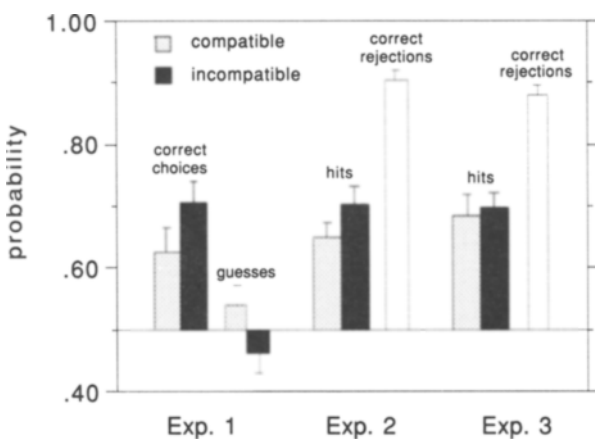 1.00
compatible
incompatible
correct
rejections
correct
rejections
.80
correct
choices
hits
hits
probability
.60
guesses
.40
Exp. 1
Exp. 2
Exp. 3